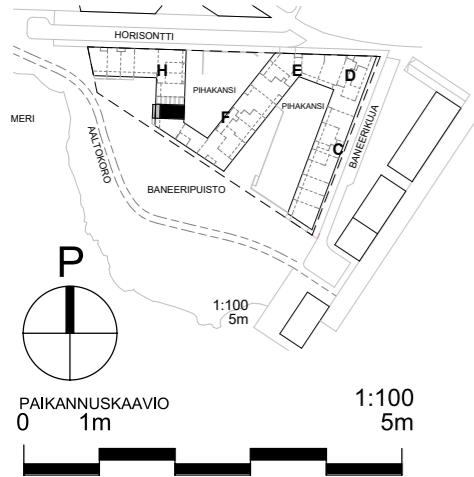 HORISONTTI
H
E
D
PIHAKANSI
PIHAKANSI
F
MERI
AALTOKORO
BANEERIKUJA
C
BANEERIPUISTO
P
1:100
5m
PAIKANNUSKAAVIO
1:100
0 1m 5m